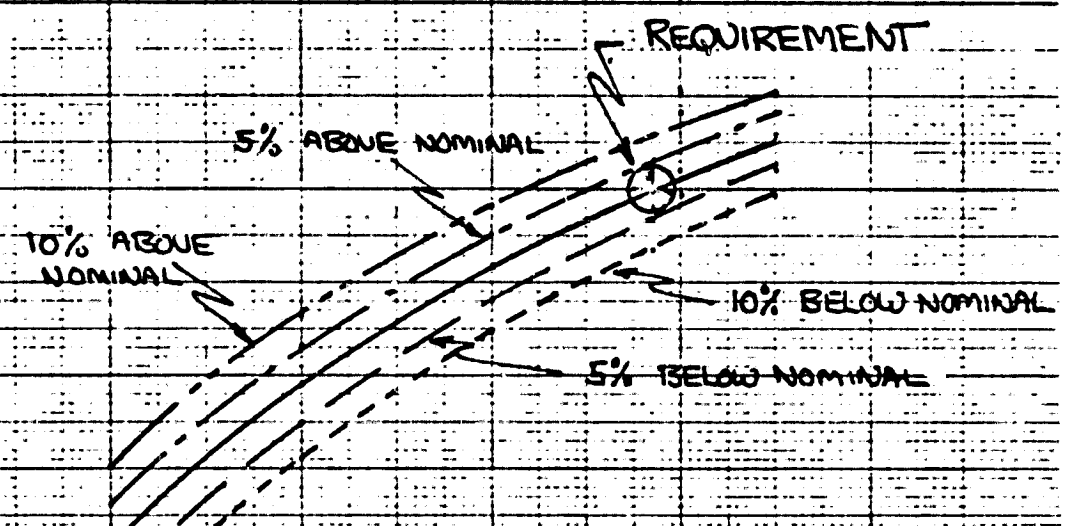 REQUIREMENT
5% ABOVE NOMINAL
10% ABOVE
NOMINAL
10% BELOW NOMINAL
5% BELOW NOMINAL